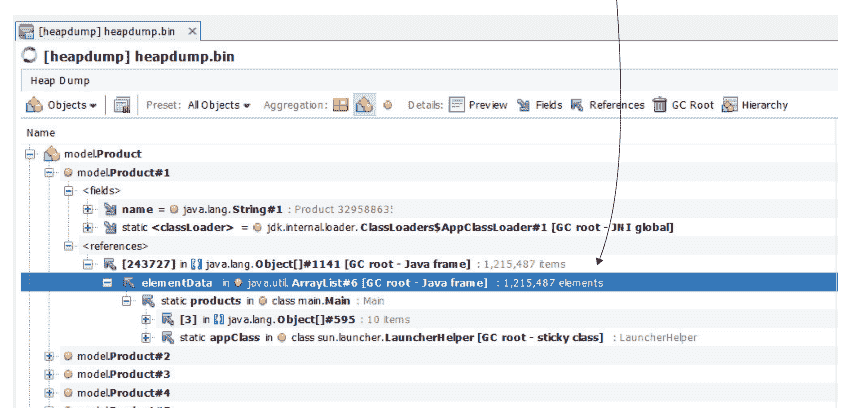 [heapdump] heapdump.bin
[heapdump] heapdump.bin
Heap Dump
Objects Preset: All Objects Aggregation: Details: Preview Fields References GC Root Hierarchy
Name
model.Product
model.Product#1
<fields>
name = java.lang.String#1 : Product 32958863
static <classLoader> = jdk.internal.loader.ClassLoaders$AppClassLoader#1 [GC root - JNI global]
<references>
[243727] in java.lang.Object[]#1141 [GC root - Java frame] : 1,215,487 items
elementData in java.util.ArrayList#6 [GC root - Java frame] : 1,215,487 elements
static products in class main.Main : Main
[3] in java.lang.Object[]#595 : 10 items
static appClass in class sun.launcher.LauncherHelper [GC root - sticky class] : LauncherHelper
model.Product#2
model.Product#3
model.Product#4